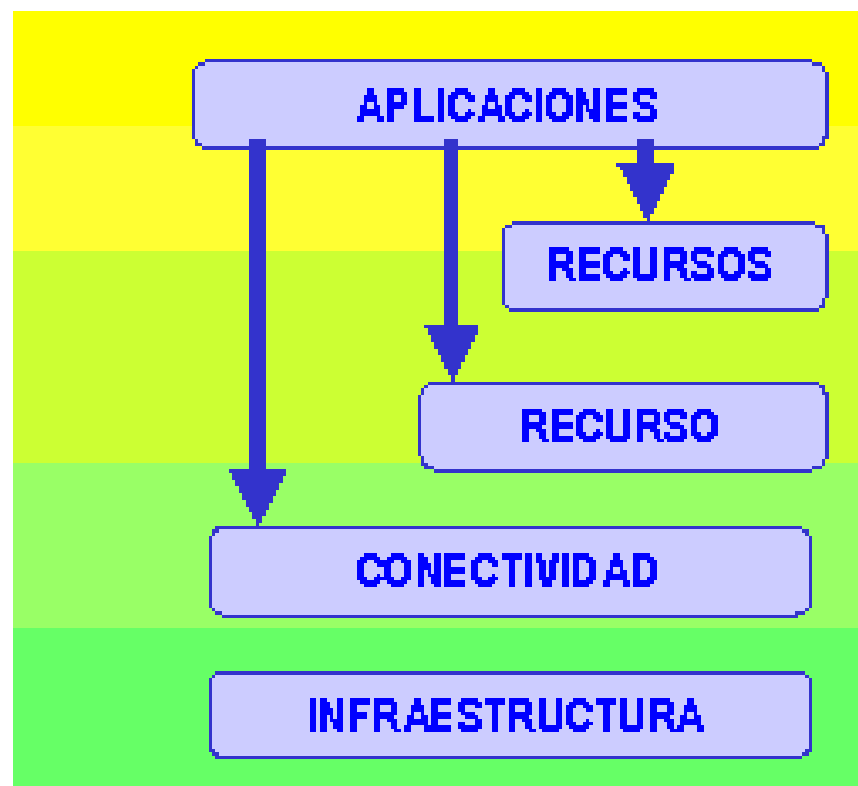 APLICACIONES
RECURSOS
RECURSO
CONECTIVIDAD
INFRAESTRUCTURA